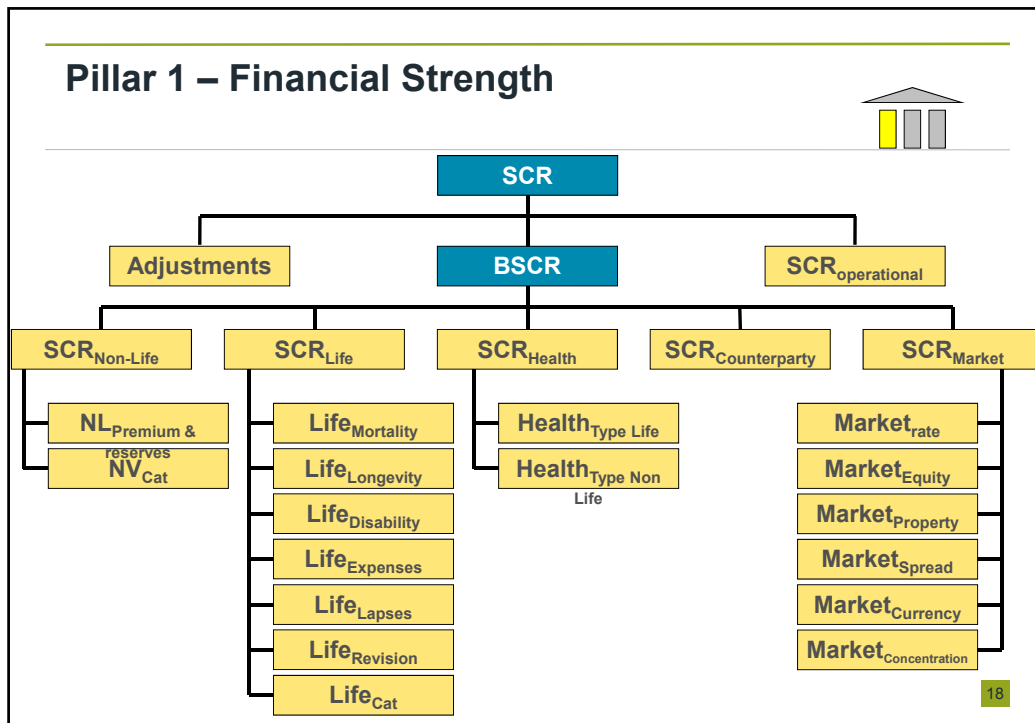 Pillar 1 – Financial Strength
SCR
Adjustments
BSCR
SCRoperational
SCRNon-Life
SCRLife
SCRHealth
SCRCounterparty
SCRMarket
NLPremium &
reserves
NVCat
LifeMortality
LifeLongevity
LifeDisability
LifeExpenses
LifeLapses
LifeRevision
LifeCat
HealthType Life
HealthType Non
Life
Marketrate
MarketEquity
MarketProperty
MarketSpread
MarketCurrency
MarketConcentration
18